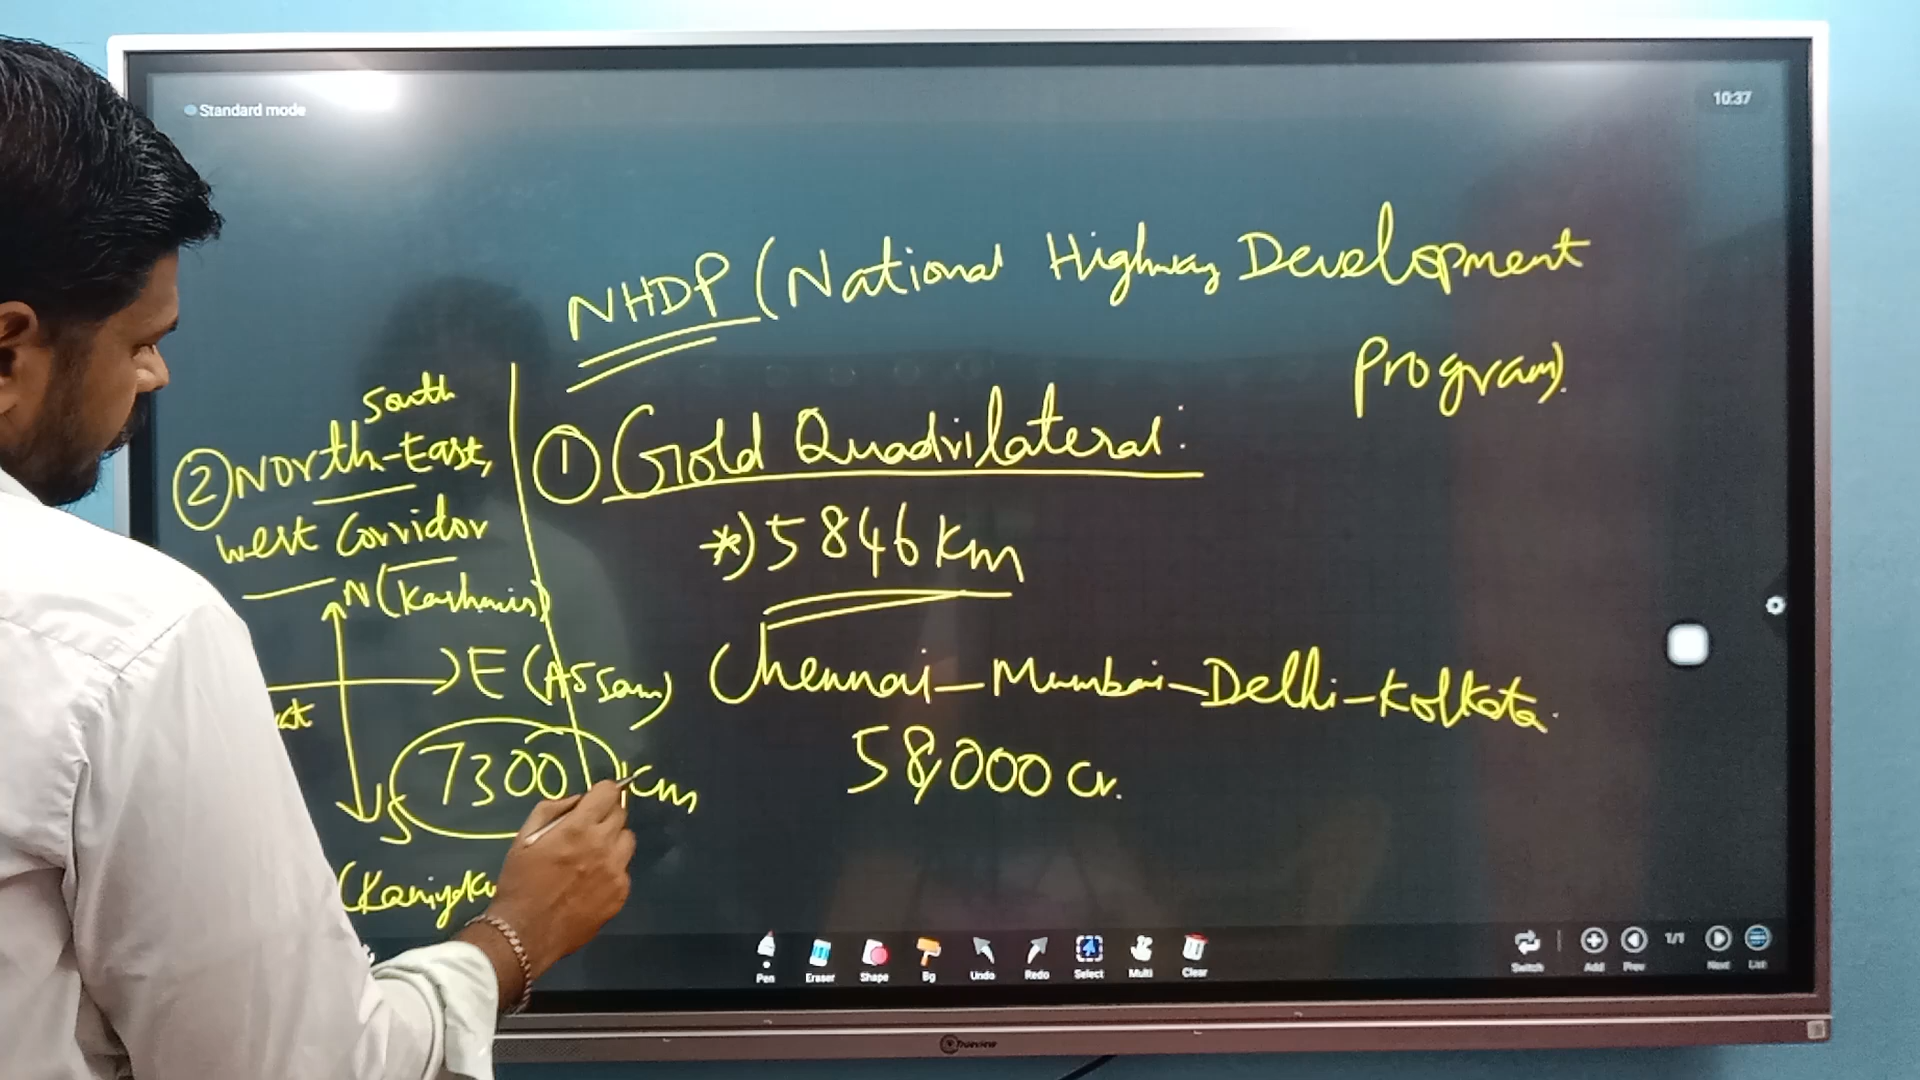 Standard mode
10:37
NHDP (National Highway Development
Program)
① Gold Quadrilateral:
*) 5846 Km
Chennai – Mumbai – Delhi – Kolkata
58,000 Cr.
South
② North-East,
West Corridor
N (Kashmir)
E (Assam)
S
7300 Km
Pen Eraser Shape Bg Undo Redo Select Multi Clear
Switch Add Prev 1/1 Next List